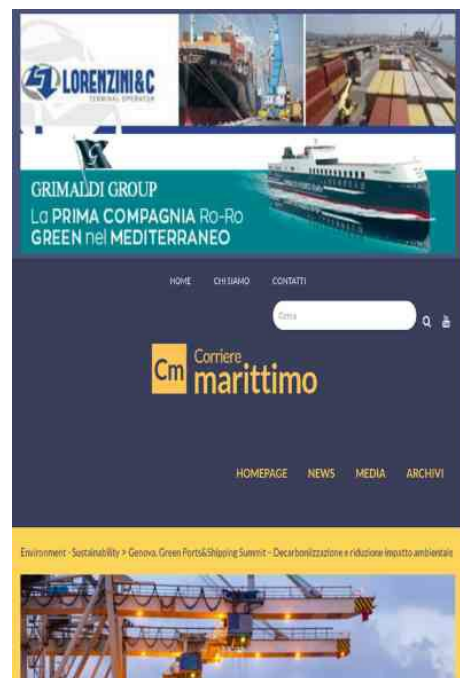 LORENZINI&C
TERMINAL OPERATOR
GRIMALDI GROUP
La PRIMA COMPAGNIA Ro-Ro
GREEN nel MEDITERRANEO
HOME CHI SIAMO CONTATTI
Cerca
Cm Corriere
marittimo
HOMEPAGE NEWS MEDIA ARCHIVI
Environment - Sustainability > Genova, Green Ports&Shipping Summit - Decarbonizzazione e riduzione impatto ambientale